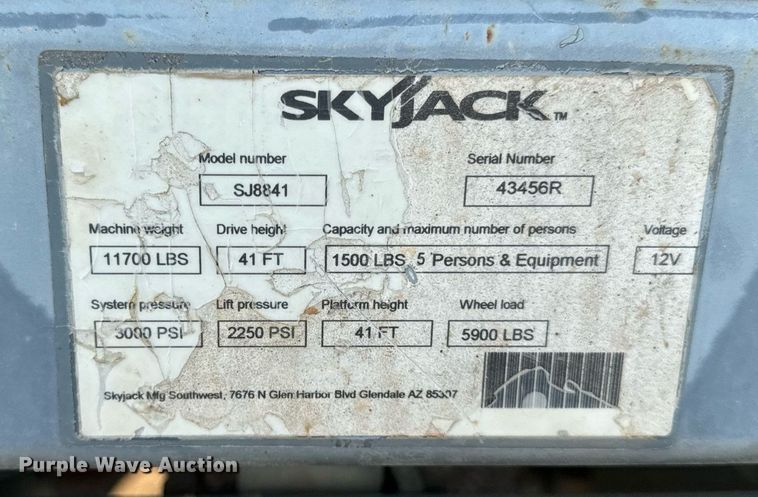 SKYJACK™
Model number Serial Number
SJ8841 43456R
Machine weight Drive height Capacity and maximum number of persons Voltage
11700 LBS 41 FT 1500 LBS 5 Persons & Equipment 12V
System pressure Lift pressure Platform height Wheel load
3000 PSI 2250 PSI 41 FT 5900 LBS
Skyjack Mfg Southwest, 7676 N Glen Harbor Blvd Glendale AZ 85307
Purple Wave Auction